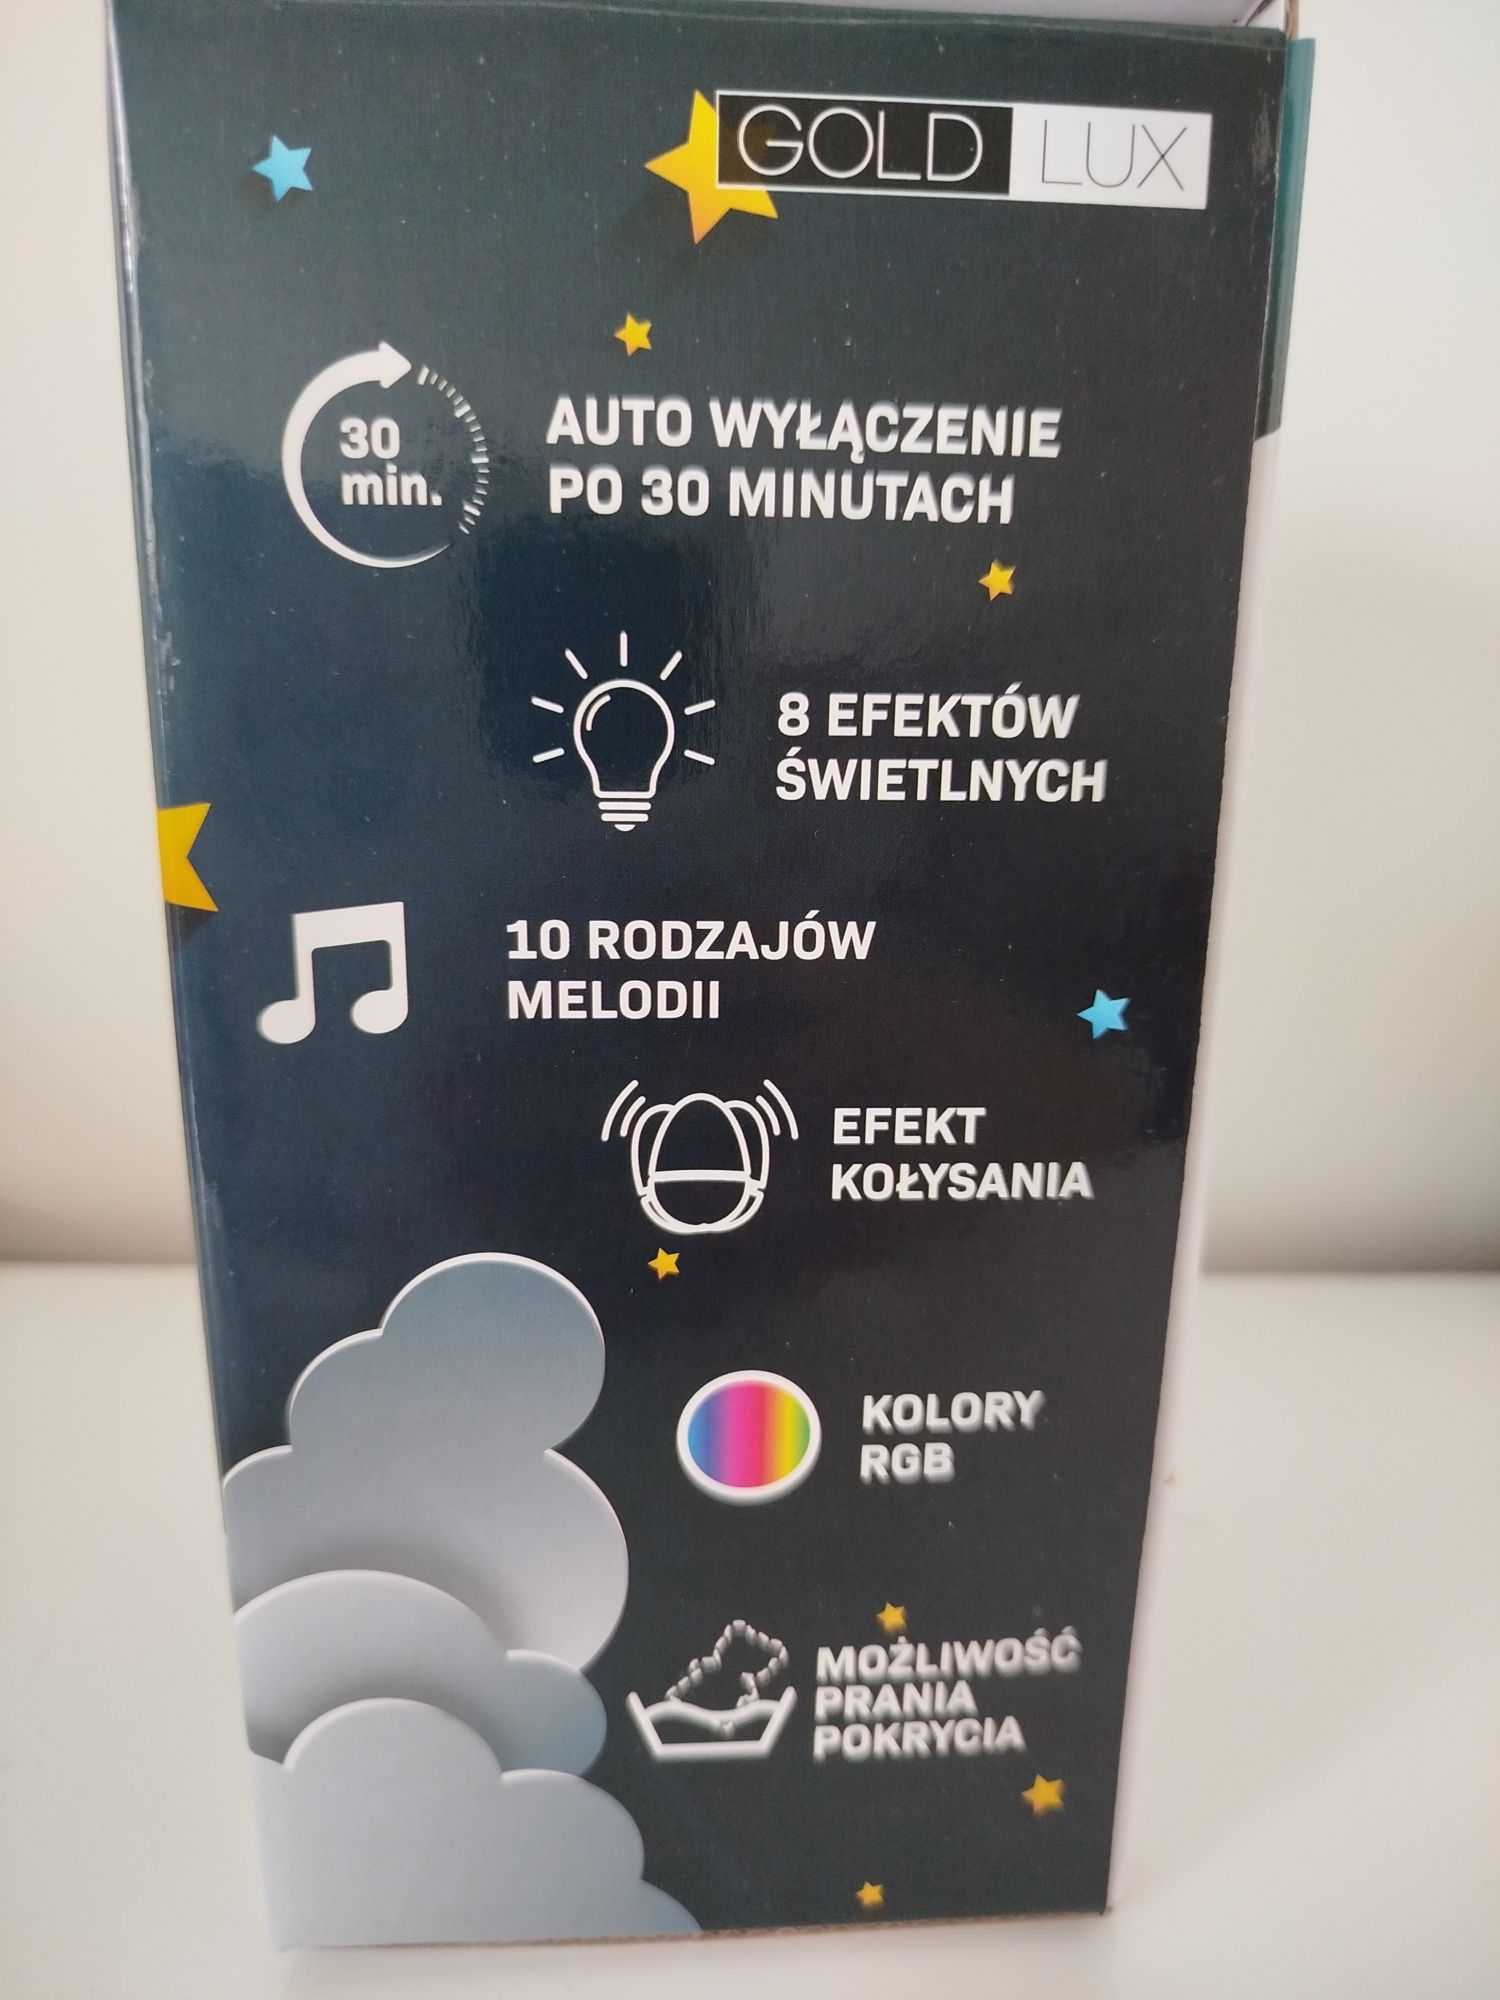 GOLD LUX
30
min.
AUTO WYŁĄCZENIE
PO 30 MINUTACH
8 EFEKTÓW
ŚWIETLNYCH
10 RODZAJÓW
MELODII
EFEKT
KOŁYSANIA
KOLORY
RGB
MOŻLIWOŚĆ
PRANIA
POKRYCIA